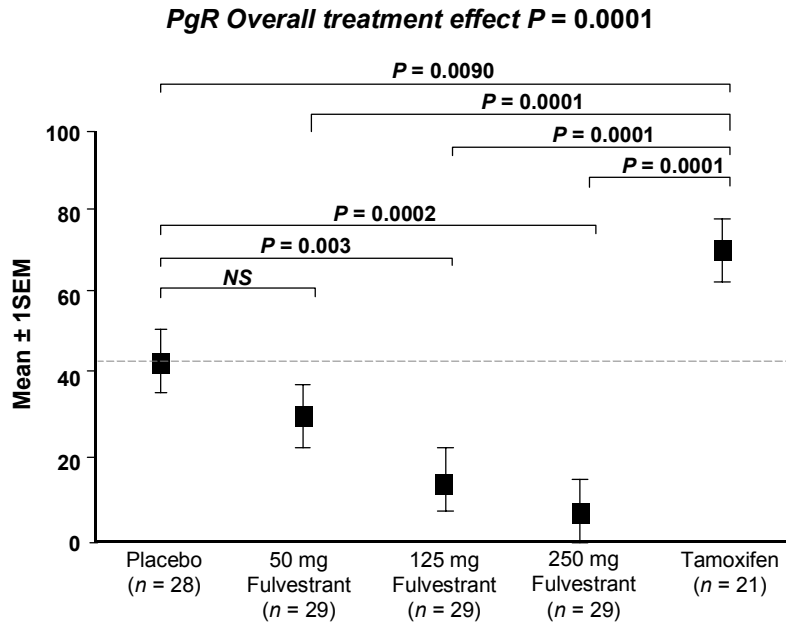 PgR Overall treatment effect P = 0.0001
P = 0.0090
P = 0.0001
P = 0.0001
P = 0.0001
P = 0.0002
P = 0.003
NS
Mean ± 1SEM
100
80
60
40
20
0
Placebo
(n = 28)
50 mg
Fulvestrant
(n = 29)
125 mg
Fulvestrant
(n = 29)
250 mg
Fulvestrant
(n = 29)
Tamoxifen
(n = 21)